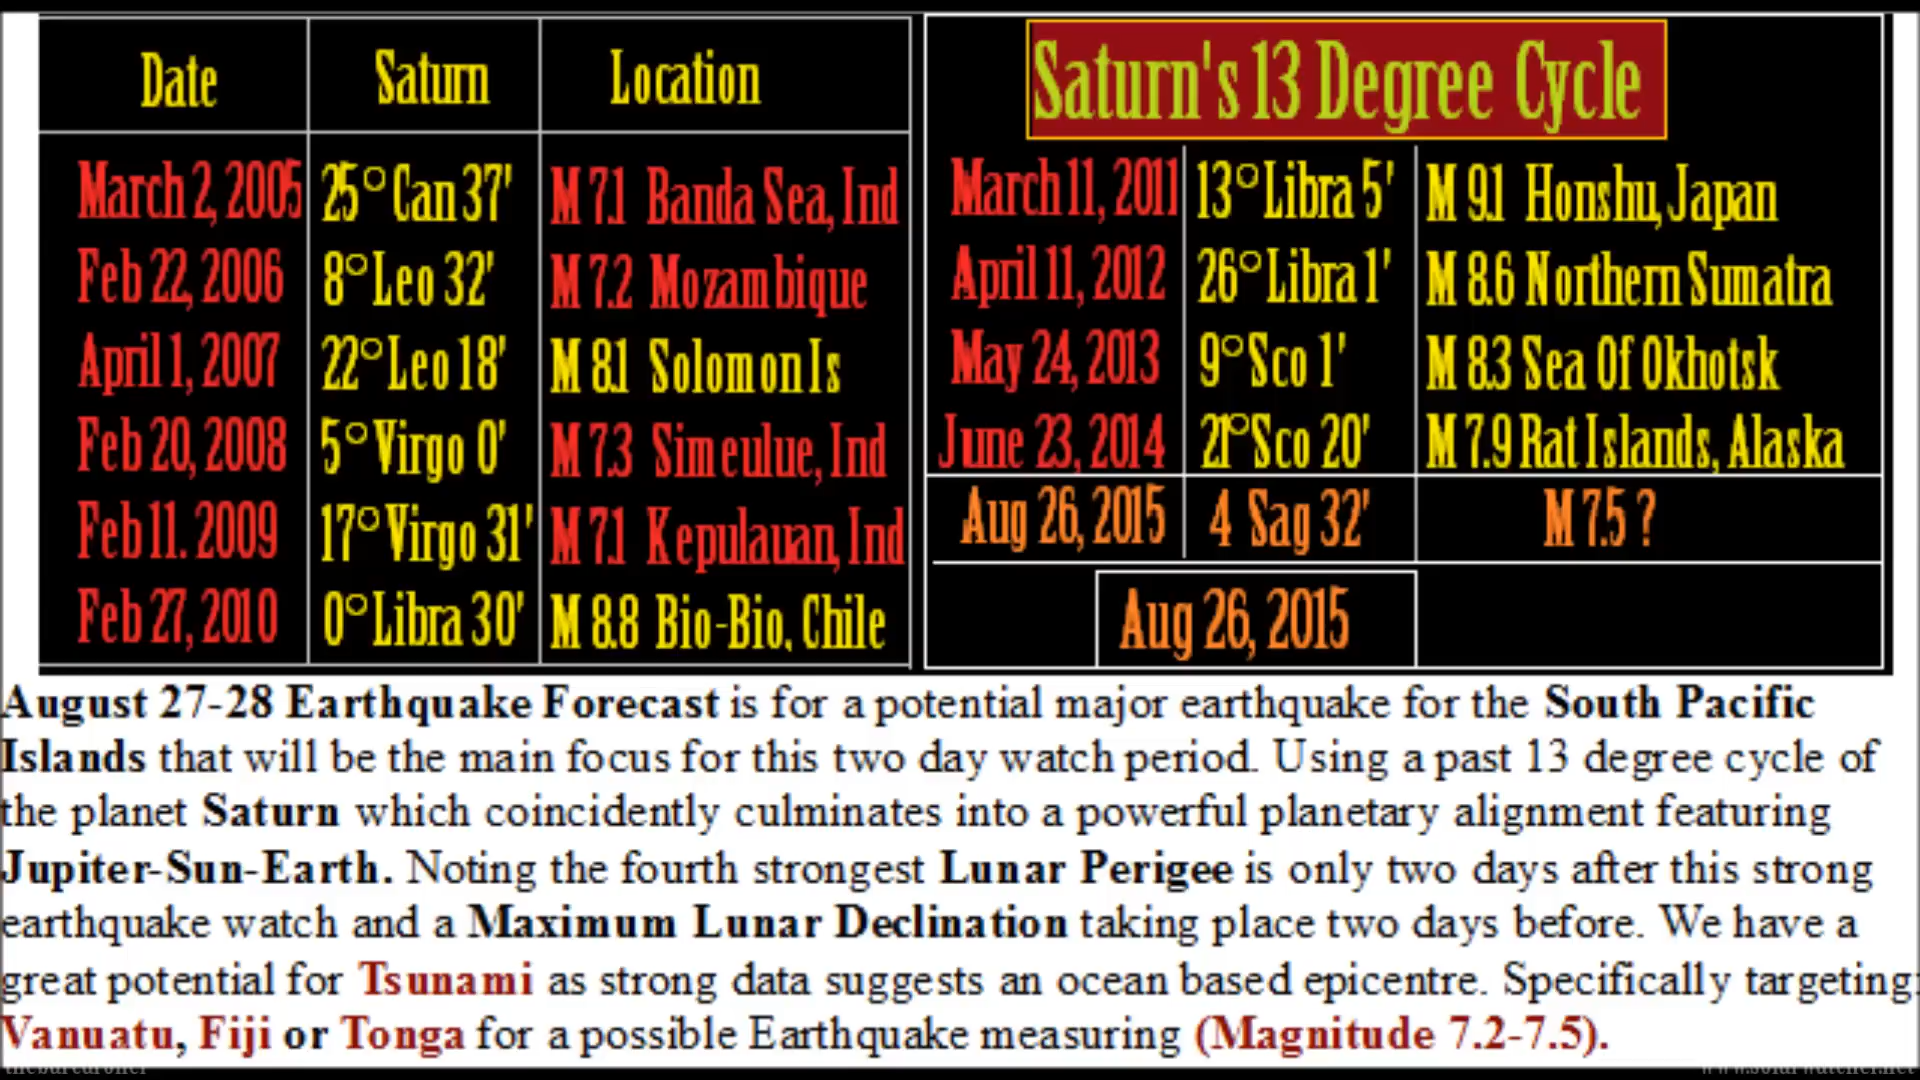 Date Saturn Location
March 2, 2005 25° Can 37' M 7.1 Banda Sea, Ind
Feb 22, 2006 8° Leo 32' M 7.2 Mozambique
April 1, 2007 22° Leo 18' M 8.1 Solomon Is
Feb 20, 2008 5° Virgo 0' M 7.3 Simeulue, Ind
Feb 11. 2009 17° Virgo 31' M 7.1 Kepulauan, Ind
Feb 27, 2010 0° Libra 30' M 8.8 Bio-Bio, Chile
Saturn's 13 Degree Cycle
March 11, 2011 13° Libra 5' M 9.1 Honshu, Japan
April 11, 2012 26° Libra 1' M 8.6 Northern Sumatra
May 24, 2013 9° Sco 1' M 8.3 Sea Of Okhotsk
June 23, 2014 21° Sco 20' M 7.9 Rat Islands, Alaska
Aug 26, 2015 4 Sag 32' M 7.5 ?
Aug 26, 2015
August 27-28 Earthquake Forecast is for a potential major earthquake for the South Pacific
Islands that will be the main focus for this two day watch period. Using a past 13 degree cycle of
the planet Saturn which coincidently culminates into a powerful planetary alignment featuring
Jupiter-Sun-Earth. Noting the fourth strongest Lunar Perigee is only two days after this strong
earthquake watch and a Maximum Lunar Declination taking place two days before. We have a
great potential for Tsunami as strong data suggests an ocean based epicentre. Specifically targeting:
Vanuatu, Fiji or Tonga for a possible Earthquake measuring (Magnitude 7.2-7.5).
www.solarwatcher.net